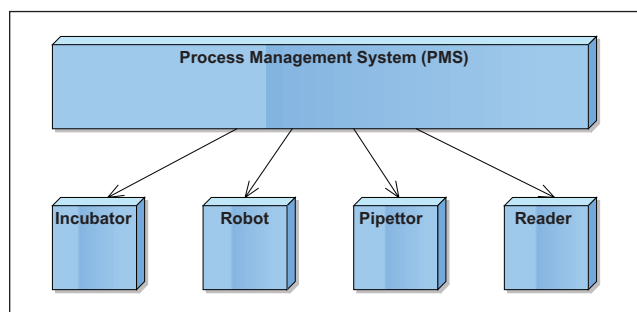 Process Management System (PMS)
Incubator
Robot
Pipettor
Reader